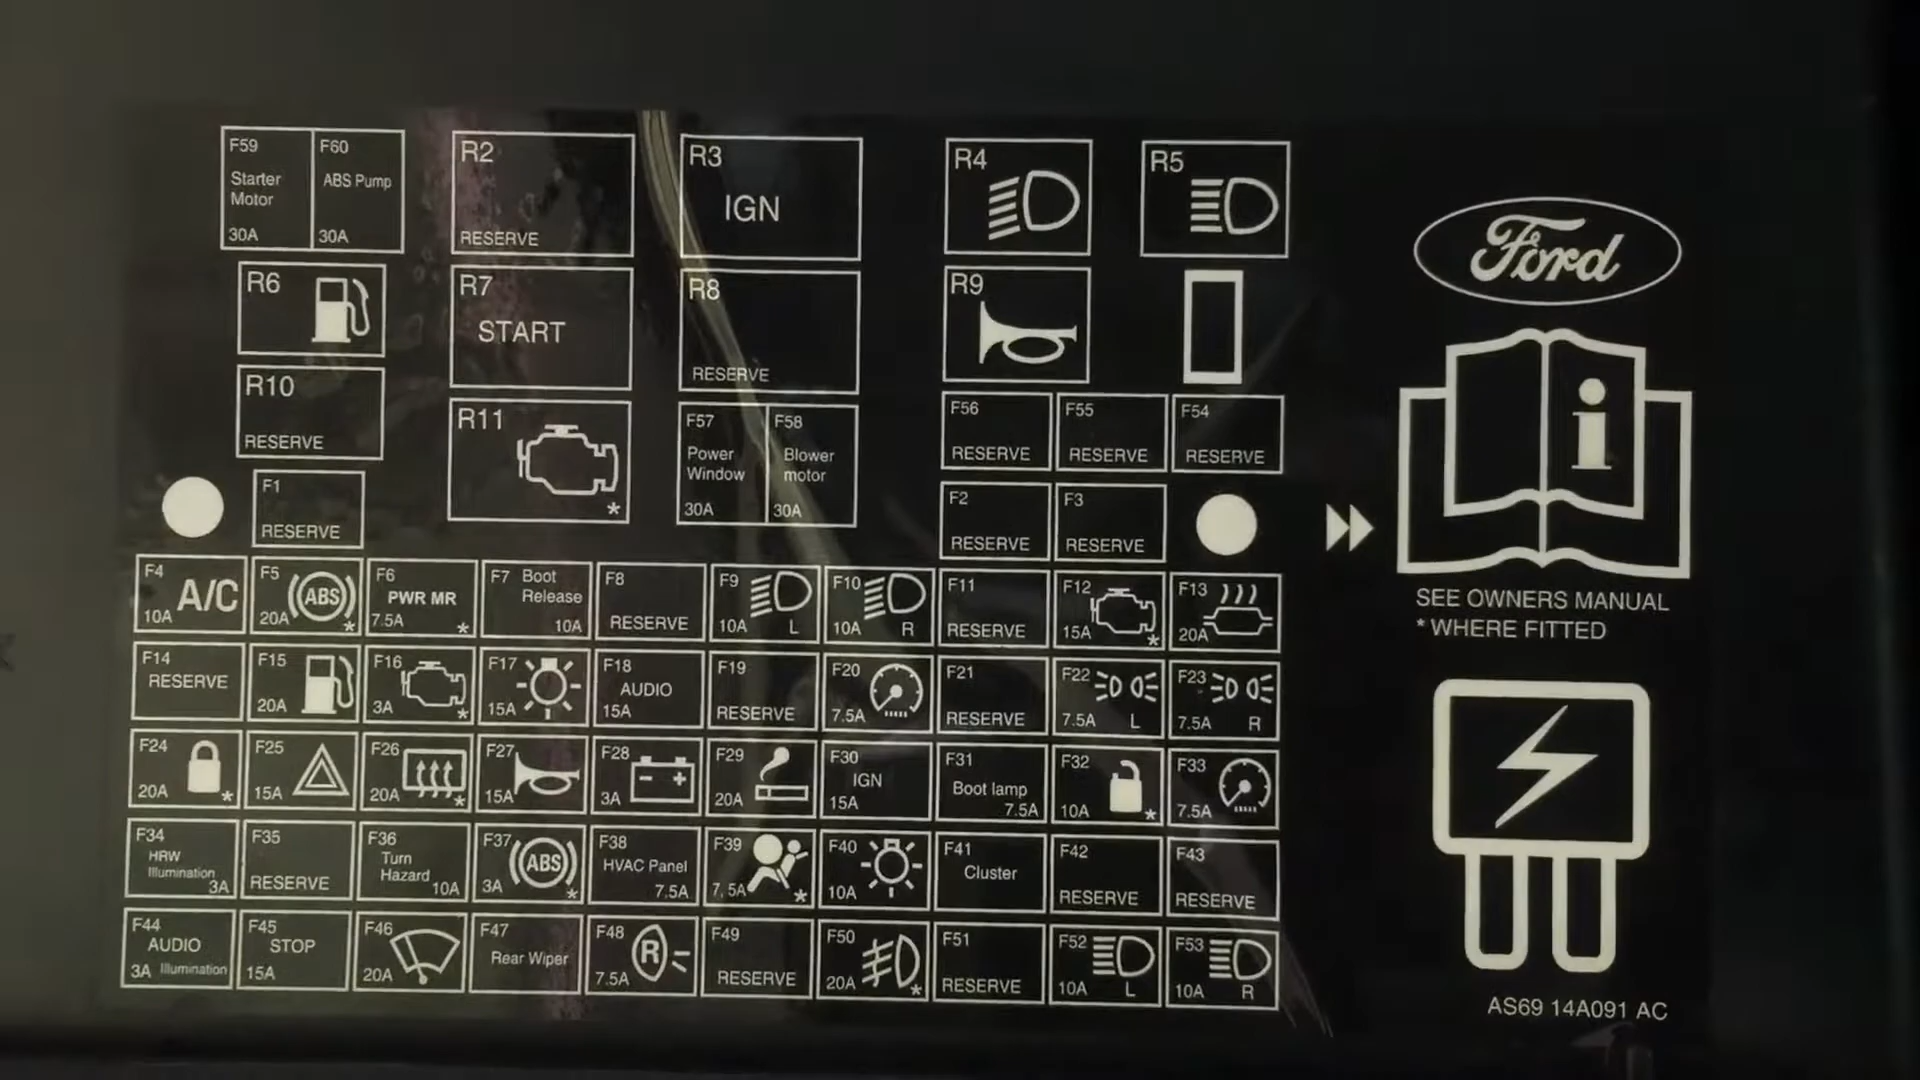 F59
Starter
Motor
30A
F60
ABS Pump
30A
R2
RESERVE
R3
IGN
R4
R5
R6
R7
START
R8
RESERVE
R9
R10
RESERVE
R11
*
F57
Power
Window
30A
F58
Blower
motor
30A
F56
RESERVE
F55
RESERVE
F54
RESERVE
F1
RESERVE
F2
RESERVE
F3
RESERVE
F4
A/C
10A
F5
ABS
20A *
F6
PWR MR
7.5A *
F7 Boot
Release
10A
F8
RESERVE
F9
10A L
F10
10A R
F11
RESERVE
F12
15A *
F13
20A
F14
RESERVE
F15
20A
F16
3A *
F17
15A
F18
AUDIO
15A
F19
RESERVE
F20
7.5A
F21
RESERVE
F22
7.5A L
F23
7.5A R
F24
20A *
F25
15A
F26
20A *
F27
15A
F28
- +
3A
F29
20A
F30
IGN
15A
F31
Boot lamp
7.5A
F32
10A *
F33
7.5A
F34
HRW
Illumination
3A
F35
RESERVE
F36
Turn
Hazard
10A
F37
ABS
3A *
F38
HVAC Panel
7.5A
F39
7, 5A *
F40
10A
F41
Cluster
F42
RESERVE
F43
RESERVE
F44
AUDIO
3A Illumination
F45
STOP
15A
F46
20A
F47
Rear Wiper
F48
R
7.5A
F49
RESERVE
F50
20A *
F51
RESERVE
F52
10A L
F53
10A R
Ford
i
SEE OWNERS MANUAL
* WHERE FITTED
AS69 14A091 AC